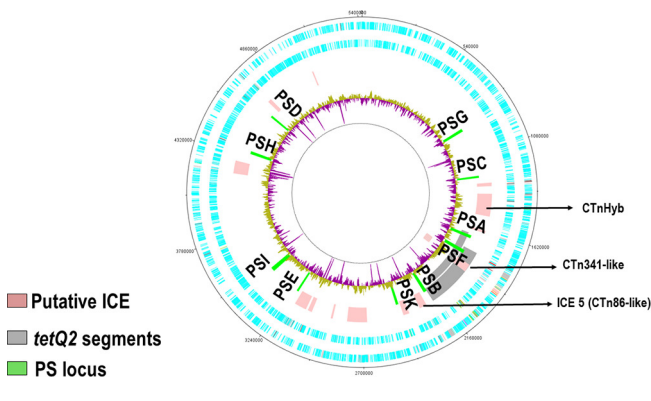 5400000
540000
1080000
1620000
2160000
2700000
3240000
3780000
4320000
4860000
PSD
PSG
PSH
PSC
PSA
PSF
PSI
PSE
PSB
PSK
CTnHyb
CTn341-like
ICE 5 (CTn86-like)
Putative ICE
tetQ2 segments
PS locus